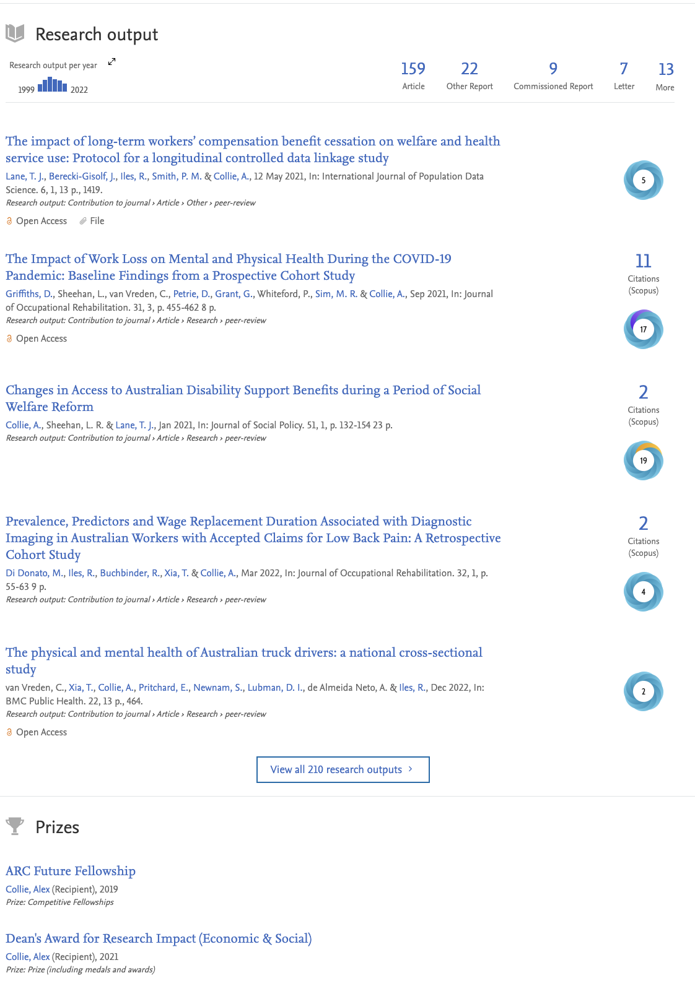 Research output
Research output per year
1999 2022
159
Article
22
Other Report
9
Commissioned Report
7
Letter
13
More
The impact of long-term workers’ compensation benefit cessation on welfare and health
service use: Protocol for a longitudinal controlled data linkage study
Lane, T. J., Berecki-Gisolf, J., Iles, R., Smith, P. M. & Collie, A., 12 May 2021, In: International Journal of Population Data
Science. 6, 1, 13 p., 1419.
Research output: Contribution to journal › Article › Other › peer-review
Open Access File
5
The Impact of Work Loss on Mental and Physical Health During the COVID-19
Pandemic: Baseline Findings from a Prospective Cohort Study
Griffiths, D., Sheehan, L., van Vreden, C., Petrie, D., Grant, G., Whiteford, P., Sim, M. R. & Collie, A., Sep 2021, In: Journal
of Occupational Rehabilitation. 31, 3, p. 455-462 8 p.
Research output: Contribution to journal › Article › Research › peer-review
Open Access
11
Citations
(Scopus)
17
Changes in Access to Australian Disability Support Benefits during a Period of Social
Welfare Reform
Collie, A., Sheehan, L. R. & Lane, T. J., Jan 2021, In: Journal of Social Policy. 51, 1, p. 132-154 23 p.
Research output: Contribution to journal › Article › Research › peer-review
2
Citations
(Scopus)
19
Prevalence, Predictors and Wage Replacement Duration Associated with Diagnostic
Imaging in Australian Workers with Accepted Claims for Low Back Pain: A Retrospective
Cohort Study
Di Donato, M., Iles, R., Buchbinder, R., Xia, T. & Collie, A., Mar 2022, In: Journal of Occupational Rehabilitation. 32, 1, p.
55-63 9 p.
Research output: Contribution to journal › Article › Research › peer-review
2
Citations
(Scopus)
4
The physical and mental health of Australian truck drivers: a national cross-sectional
study
van Vreden, C., Xia, T., Collie, A., Pritchard, E., Newnam, S., Lubman, D. I., de Almeida Neto, A. & Iles, R., Dec 2022, In:
BMC Public Health. 22, 13 p., 464.
Research output: Contribution to journal › Article › Research › peer-review
Open Access
2
View all 210 research outputs ›
Prizes
ARC Future Fellowship
Collie, Alex (Recipient), 2019
Prize: Competitive Fellowships
Dean's Award for Research Impact (Economic & Social)
Collie, Alex (Recipient), 2021
Prize: Prize (including medals and awards)